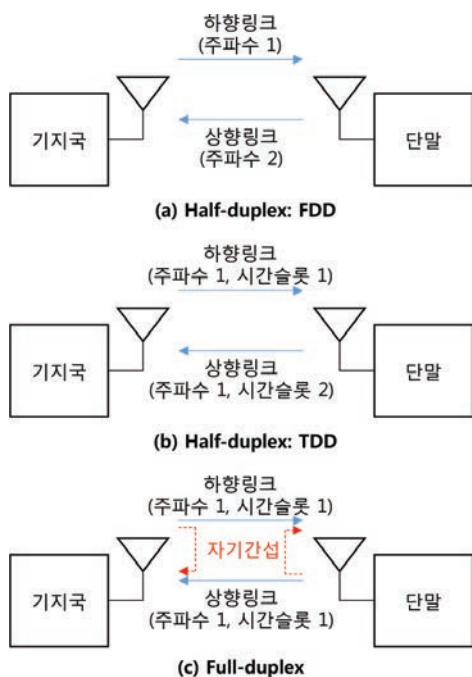 하향링크
(주파수 1)
기지국
단말
상향링크
(주파수 2)
(a) Half-duplex: FDD
하향링크
(주파수 1, 시간슬롯 1)
기지국
단말
상향링크
(주파수 1, 시간슬롯 2)
(b) Half-duplex: TDD
하향링크
(주파수 1, 시간슬롯 1)
자기간섭
기지국
단말
상향링크
(주파수 1, 시간슬롯 1)
(c) Full-duplex